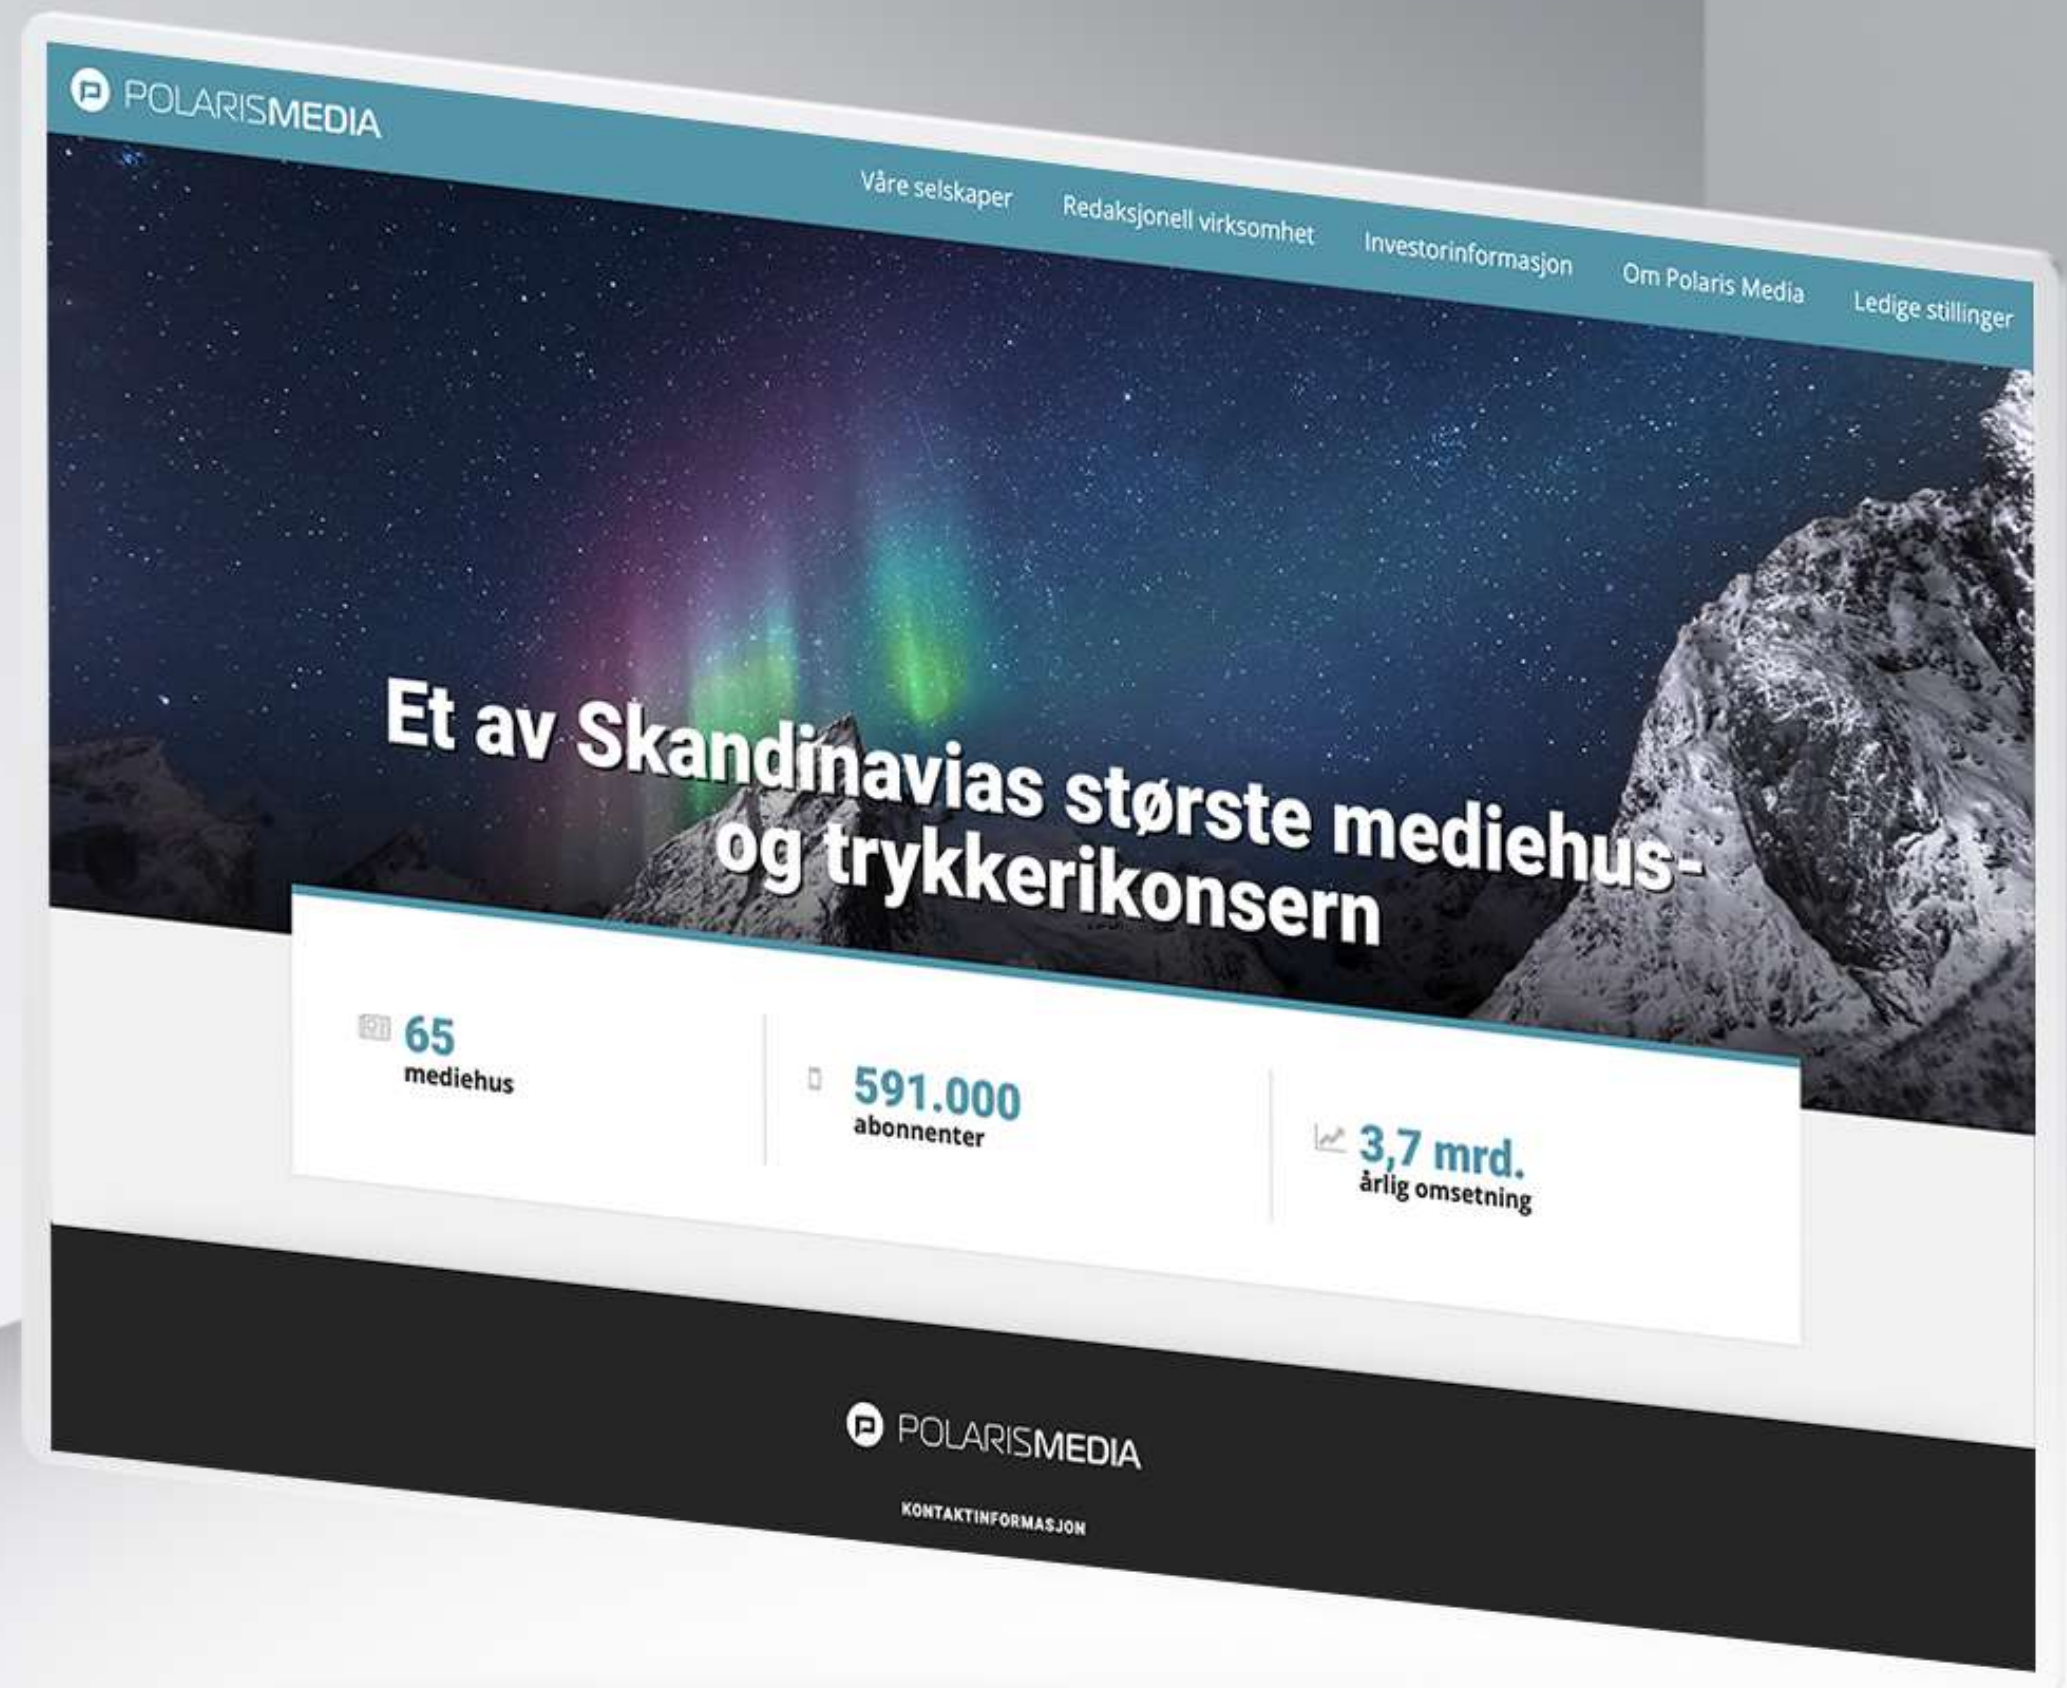 POLARISMEDIA
Våre selskaper
Redaksjonell virksomhet
Investorinformasjon
Om Polaris Media
Ledige stillinger
Et av Skandinavias største mediehus-
og trykkerikonsern
65
mediehus
591.000
abonnenter
3,7 mrd.
årlig omsetning
POLARISMEDIA
KONTAKTINFORMASJON